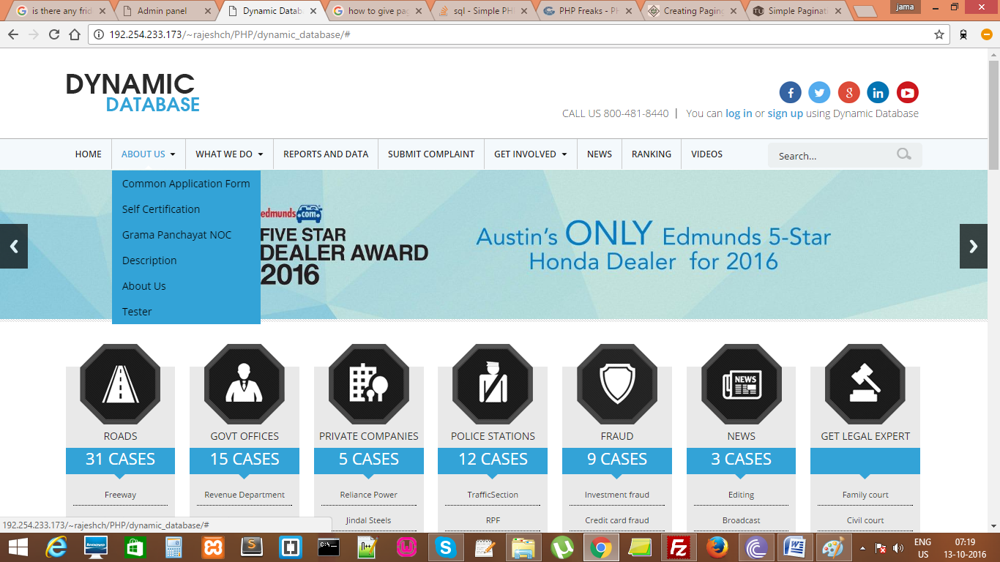 is there any frid
Admin panel
Dynamic Datab
how to give pag
sql - Simple PH
PHP Freaks - PH
Creating Paging
TU
Simple Paginati
jama
192.254.233.173/~rajeshch/PHP/dynamic_database/#
DYNAMIC
DATABASE
CALL US 800-481-8440 | You can log in or sign up using Dynamic Database
HOME
ABOUT US
WHAT WE DO
REPORTS AND DATA
SUBMIT COMPLAINT
GET INVOLVED
NEWS
RANKING
VIDEOS
Search...
Common Application Form
Self Certification
Grama Panchayat NOC
Description
About Us
Tester
edmunds.com
FIVE STAR
DEALER AWARD
2016
Austin's ONLY Edmunds 5-Star
Honda Dealer for 2016
NEWS
ROADS
GOVT OFFICES
PRIVATE COMPANIES
POLICE STATIONS
FRAUD
NEWS
GET LEGAL EXPERT
31 CASES
15 CASES
5 CASES
12 CASES
9 CASES
3 CASES
Freeway
Revenue Department
Reliance Power
TrafficSection
Investment fraud
Editing
Family court
Jindal Steels
RPF
Credit card fraud
Broadcast
Civil court
192.254.233.173/~rajeshch/PHP/dynamic_database/#
lenovo
ENG
US
07:19
13-10-2016